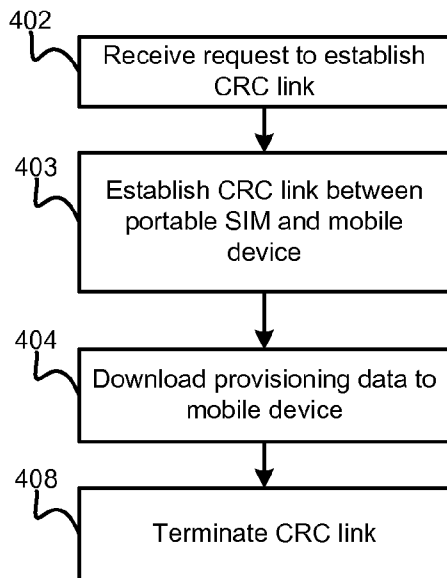 402
Receive request to establish
CRC link
403
Establish CRC link between
portable SIM and mobile
device
404
Download provisioning data to
mobile device
408
Terminate CRC link